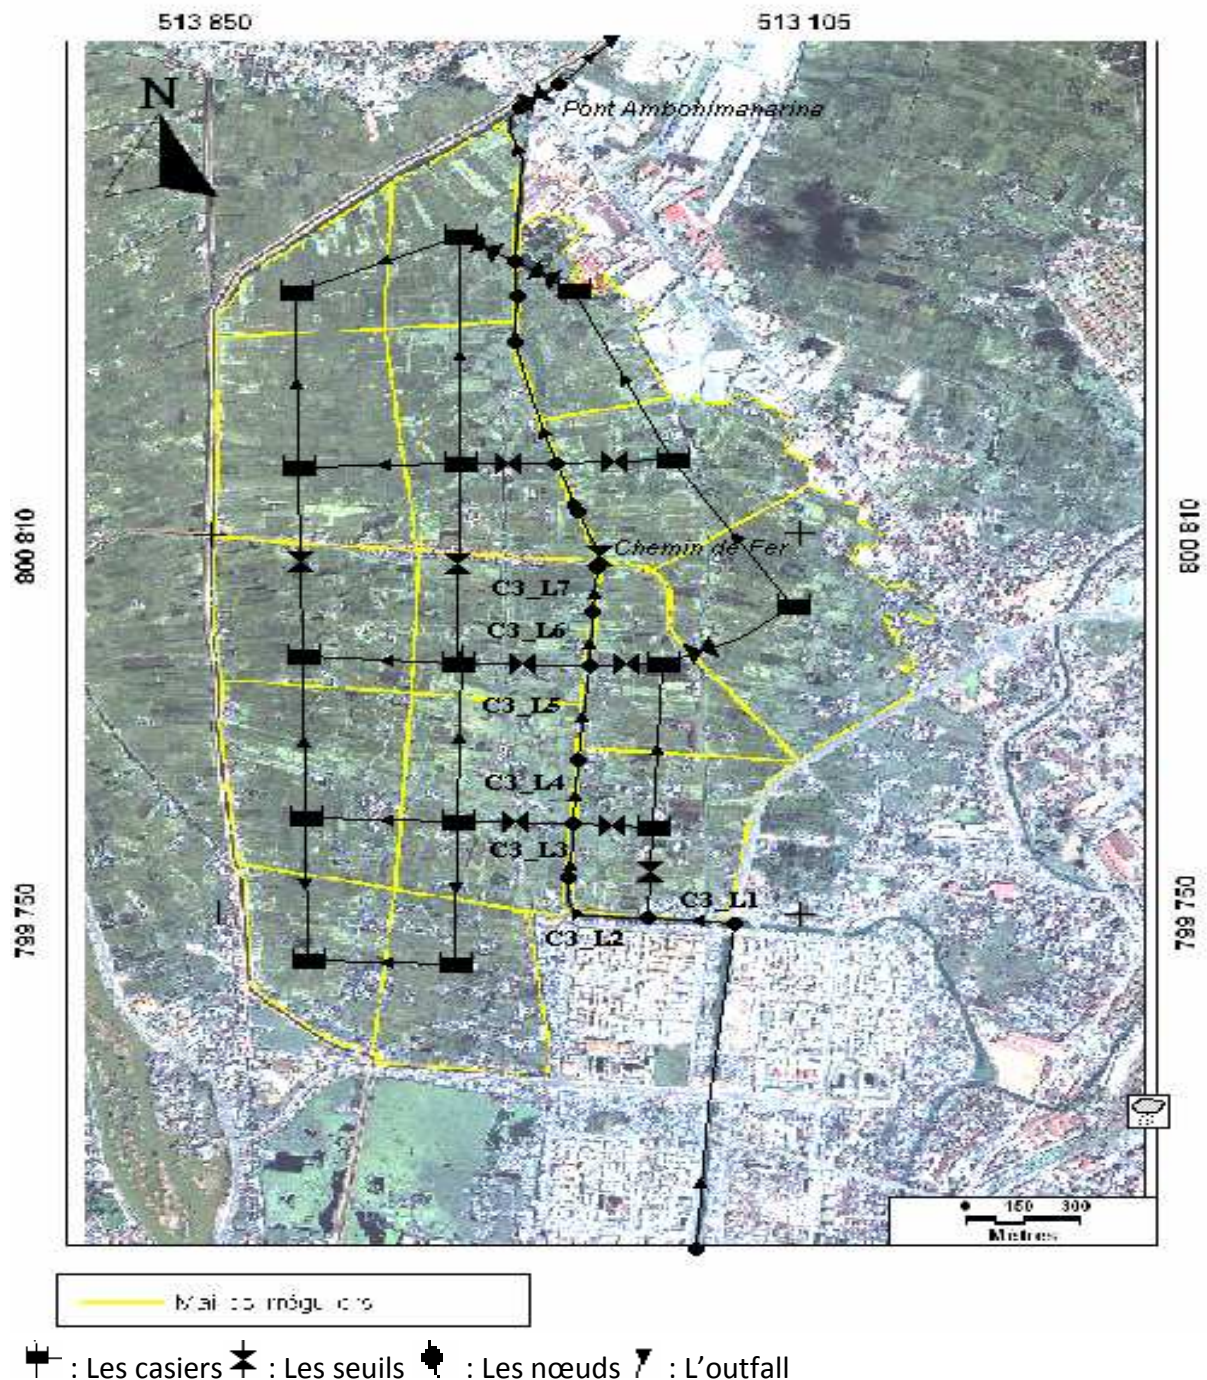 513 850
513 105
N
Pont Ambohimanarina
800 810
800 810
Chemin de Fer
C3_L7
C3_L6
C3_L5
C3_L4
C3_L3
799 750
799 750
C3_L1
C3_L2
150 300
Mètres
: Les casiers : Les seuils : Les nœuds : L'outfall